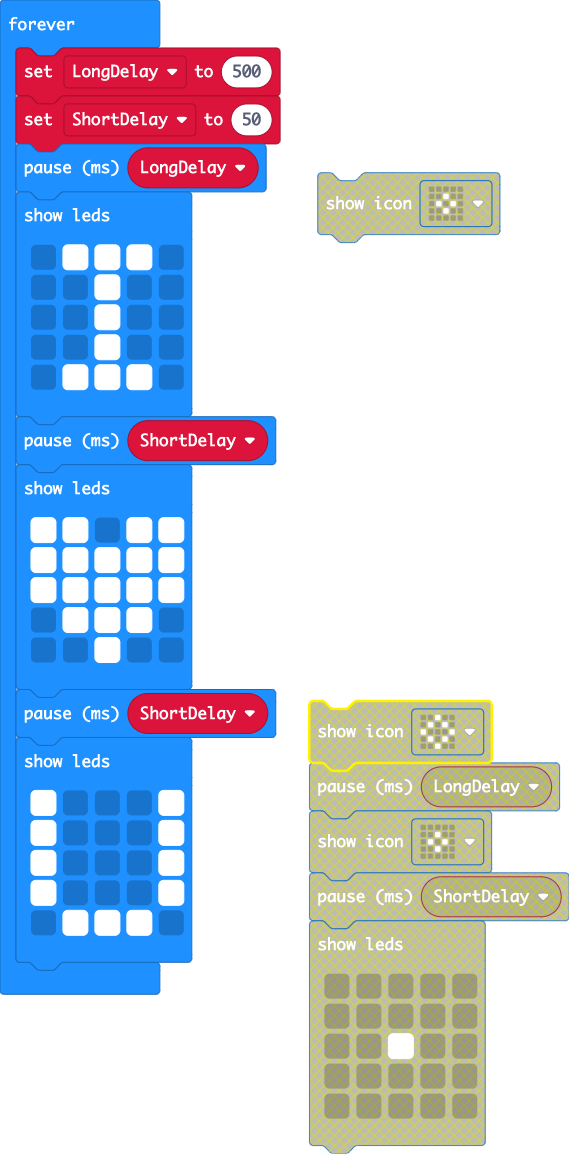 forever
set LongDelay to 500
set ShortDelay to 50
pause (ms) LongDelay
show leds
pause (ms) ShortDelay
show leds
pause (ms) ShortDelay
show leds
show icon
show icon
pause (ms) LongDelay
show icon
pause (ms) ShortDelay
show leds